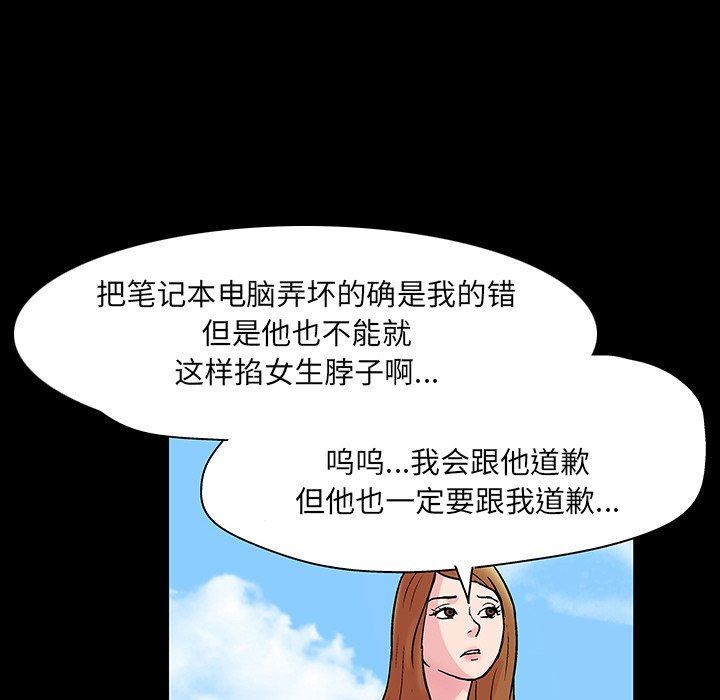 把笔记本电脑弄坏的确是我的错
但是他也不能就
这样掐女生脖子啊...
呜呜...我会跟他道歉
但他也一定要跟我道歉...